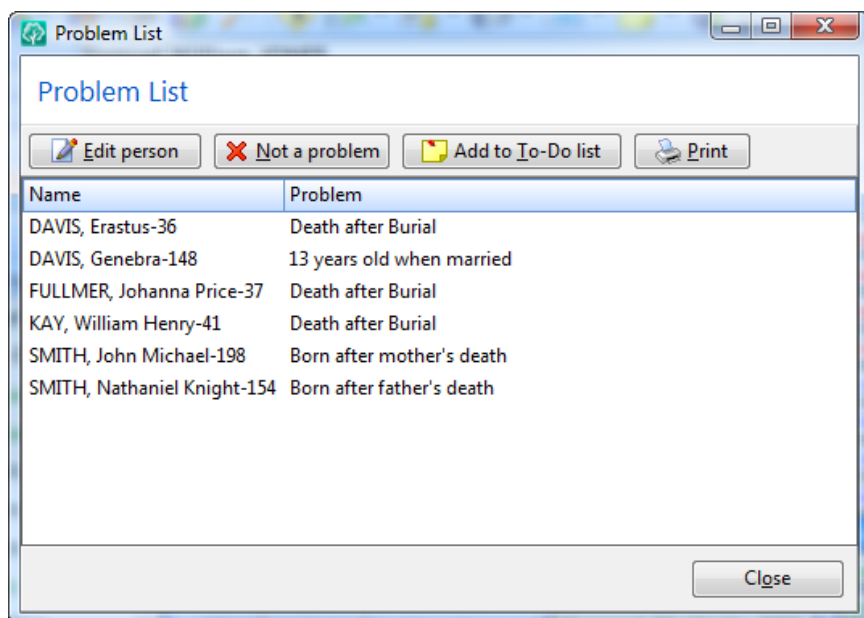 Problem List
Problem List
Edit person Not a problem Add to To-Do list Print
Name Problem
DAVIS, Erastus-36 Death after Burial
DAVIS, Genebra-148 13 years old when married
FULLMER, Johanna Price-37 Death after Burial
KAY, William Henry-41 Death after Burial
SMITH, John Michael-198 Born after mother's death
SMITH, Nathaniel Knight-154 Born after father's death
Close